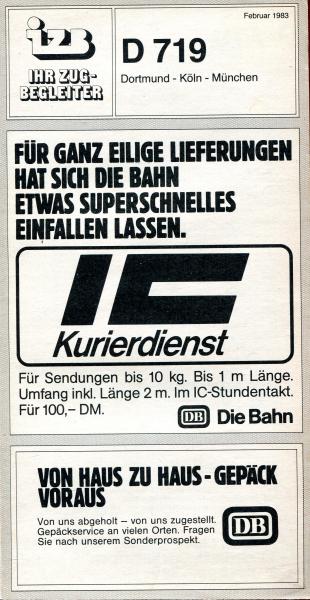 Februar 1983
izB
IHR ZUG-
BEGLEITER
D 719
Dortmund - Köln - München
FÜR GANZ EILIGE LIEFERUNGEN
HAT SICH DIE BAHN
ETWAS SUPERSCHNELLES
EINFALLEN LASSEN.
IC
Kurierdienst
Für Sendungen bis 10 kg. Bis 1 m Länge.
Umfang inkl. Länge 2 m. Im IC-Stundentakt.
Für 100,– DM.
DB Die Bahn
VON HAUS ZU HAUS - GEPÄCK
VORAUS
Von uns abgeholt – von uns zugestellt.
Gepäckservice an vielen Orten. Fragen
Sie nach unserem Sonderprospekt.
DB